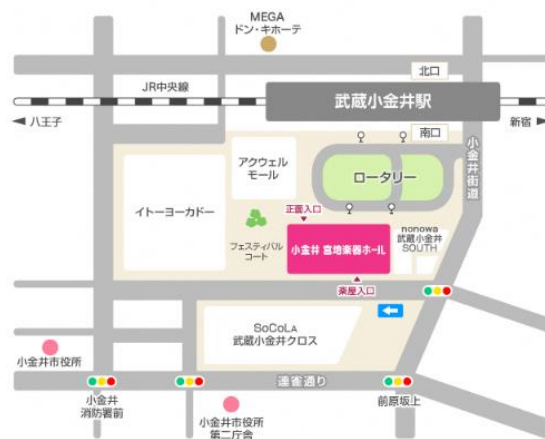 MEGA
ドン・キホーテ
北口
JR中央線
武蔵小金井駅
八王子
新宿
南口
小金井街道
アクウェル
モール
ロータリー
イトーヨーカドー
正面入口
フェスティバル
コート
小金井 宮地楽器ホール
nonowa
武蔵小金井
SOUTH
楽屋入口
SoCoLA
武蔵小金井クロス
小金井市役所
連雀通り
小金井
消防署前
前原坂上
小金井市役所
第二庁舎